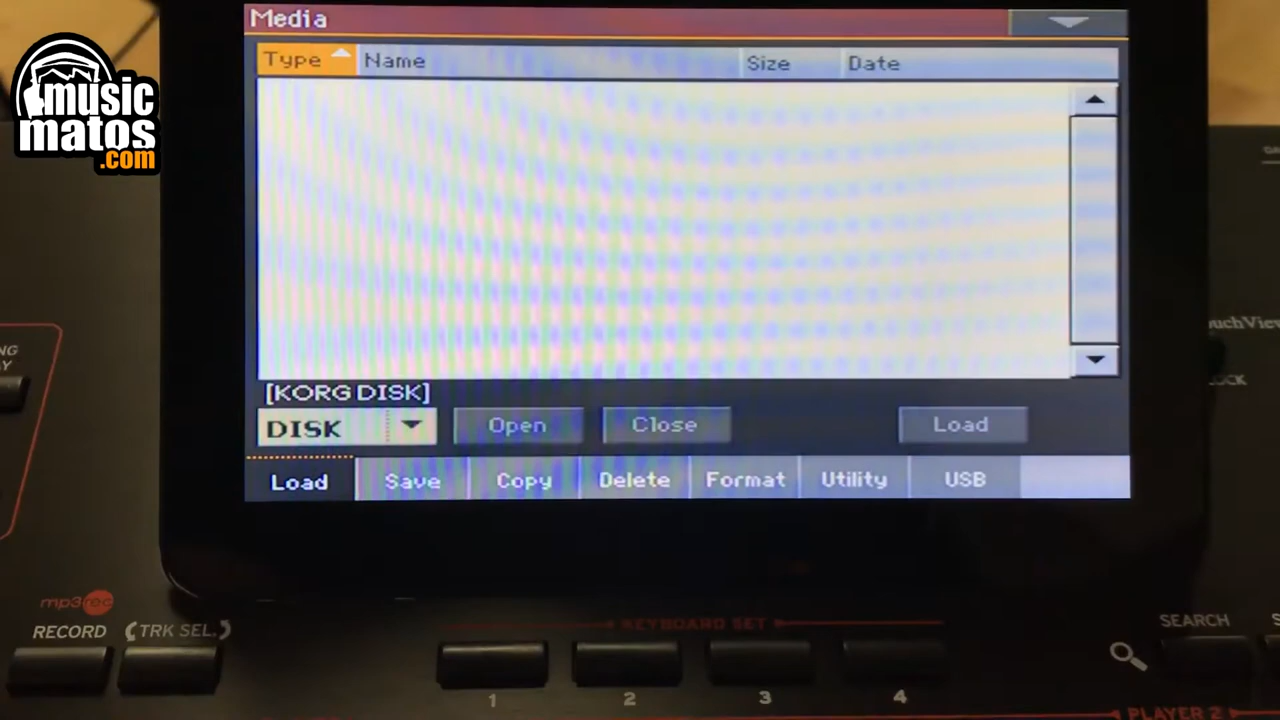 Media
Type Name Size Date
music
matos
.com
[KORG DISK]
DISK Open Close Load
Load Save Copy Delete Format Utility USB
mp3rec
RECORD TRK SEL.
KEYBOARD SET
1 2 3 4
SEARCH
PLAYER 2